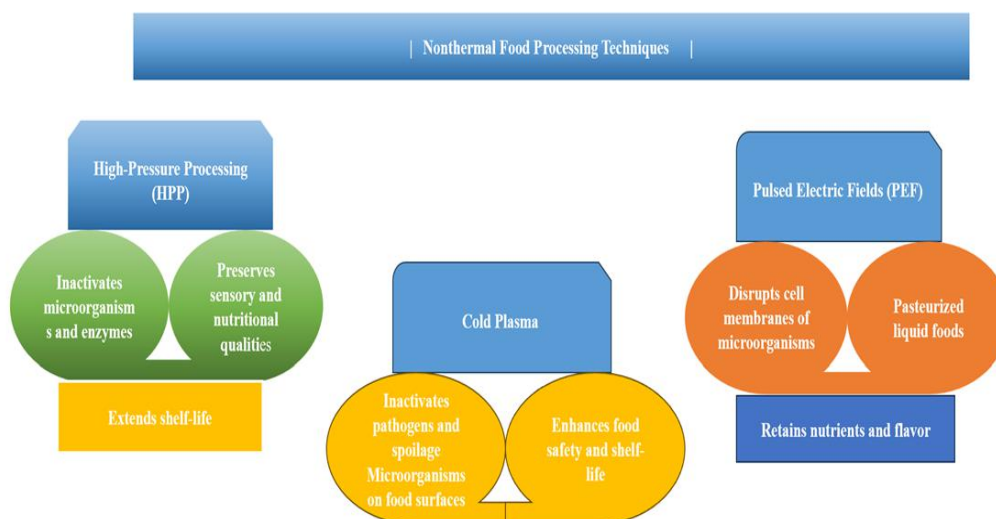 | Nonthermal Food Processing Techniques |
High-Pressure Processing
(HPP)
Inactivates
microorganism
s and enzymes
Preserves
sensory and
nutritional
qualities
Extends shelf-life
Cold Plasma
Inactivates
pathogens and
spoilage
Microorganisms
on food surfaces
Enhances food
safety and shelf-
life
Pulsed Electric Fields (PEF)
Disrupts cell
membranes of
microorganisms
Pasteurized
liquid foods
Retains nutrients and flavor